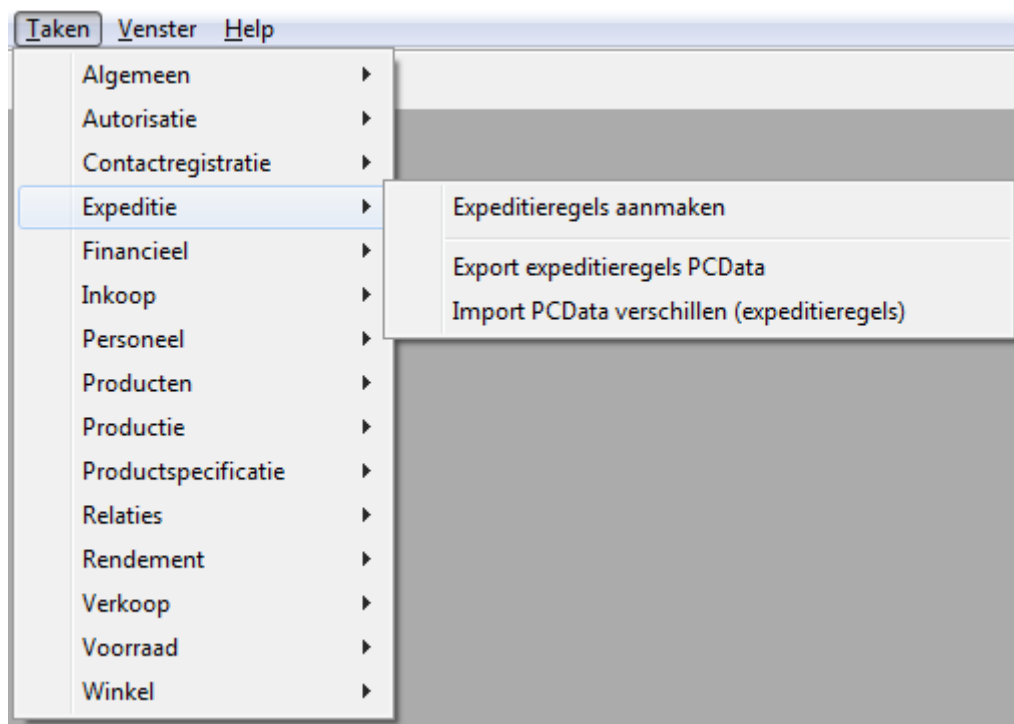 Taken Venster Help
Algemeen
Autorisatie
Contactregistratie
Expeditie
Financieel
Inkoop
Personeel
Producten
Productie
Productspecificatie
Relaties
Rendement
Verkoop
Voorraad
Winkel
Expeditieregels aanmaken
Export expeditieregels PCData
Import PCData verschillen (expeditieregels)